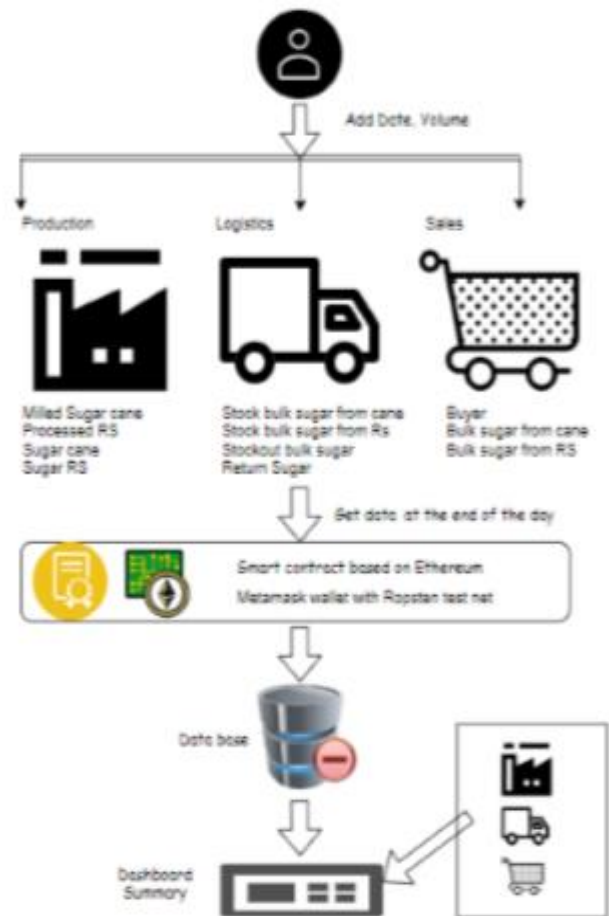 Add Date, Volume
Production
Logistics
Sales
Milled Sugar cane
Processed RS
Sugar cane
Sugar RS
Stock bulk sugar from cane
Stock bulk sugar from Rs
Stockout bulk sugar
Return Sugar
Buyer
Bulk sugar from cane
Bulk sugar from RS
Get data at the end of the day
Smart contract based on Ethereum
Metamask wallet with Ropsten test net
Data base
Dashboard
Summary